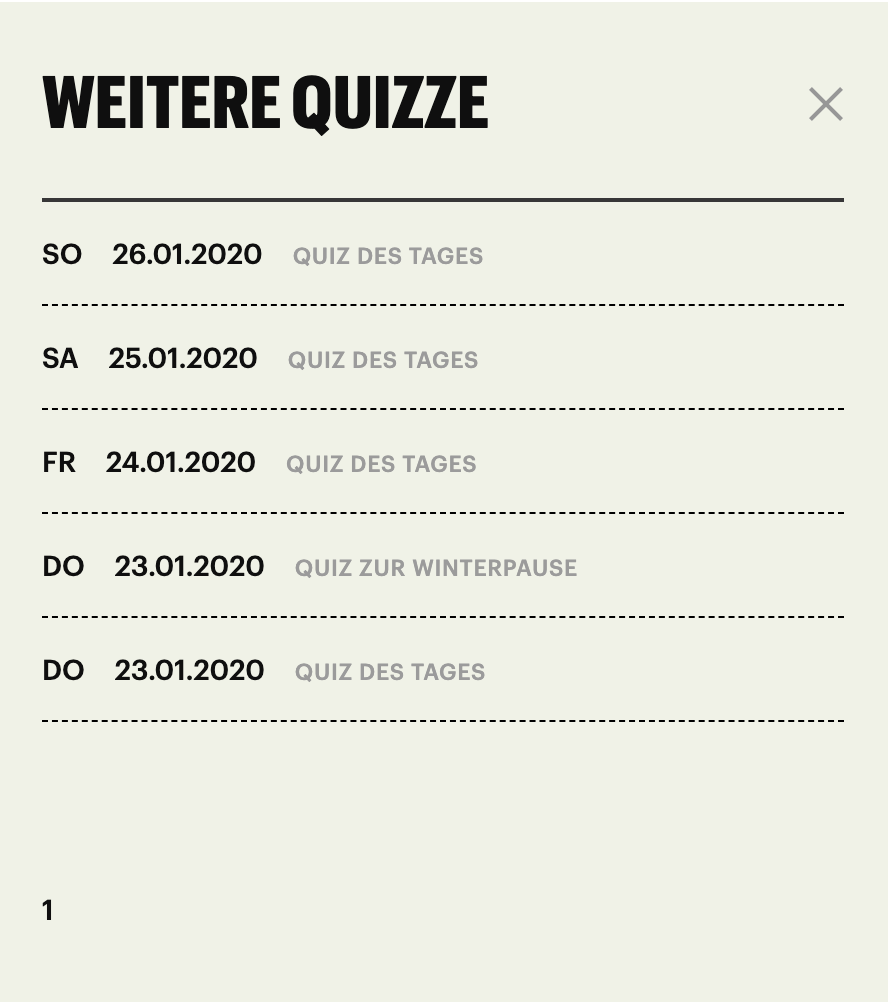 WEITERE QUIZZE
SO 26.01.2020 QUIZ DES TAGES
SA 25.01.2020 QUIZ DES TAGES
FR 24.01.2020 QUIZ DES TAGES
DO 23.01.2020 QUIZ ZUR WINTERPAUSE
DO 23.01.2020 QUIZ DES TAGES
1